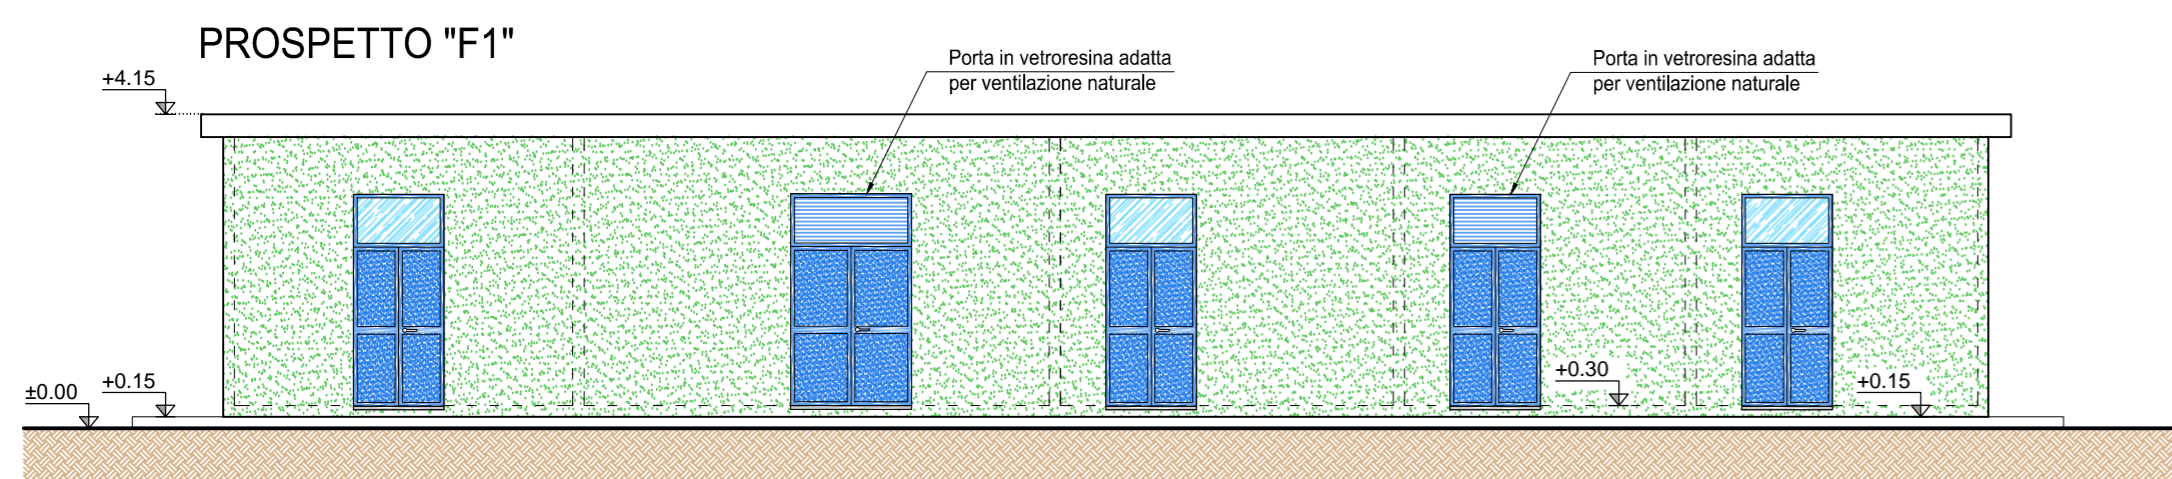 PROSPETTO "F1"
+4.15
Porta in vetroresina adatta
per ventilazione naturale
Porta in vetroresina adatta
per ventilazione naturale
±0.00
+0.15
+0.30
+0.15